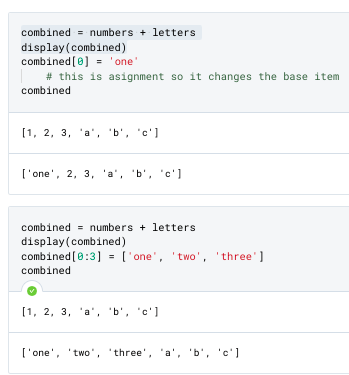 combined = numbers + letters
display(combined)
combined[0] = 'one'
# this is asignment so it changes the base item
combined
[1, 2, 3, 'a', 'b', 'c']
['one', 2, 3, 'a', 'b', 'c']
combined = numbers + letters
display(combined)
combined[0:3] = ['one', 'two', 'three']
combined
[1, 2, 3, 'a', 'b', 'c']
['one', 'two', 'three', 'a', 'b', 'c']